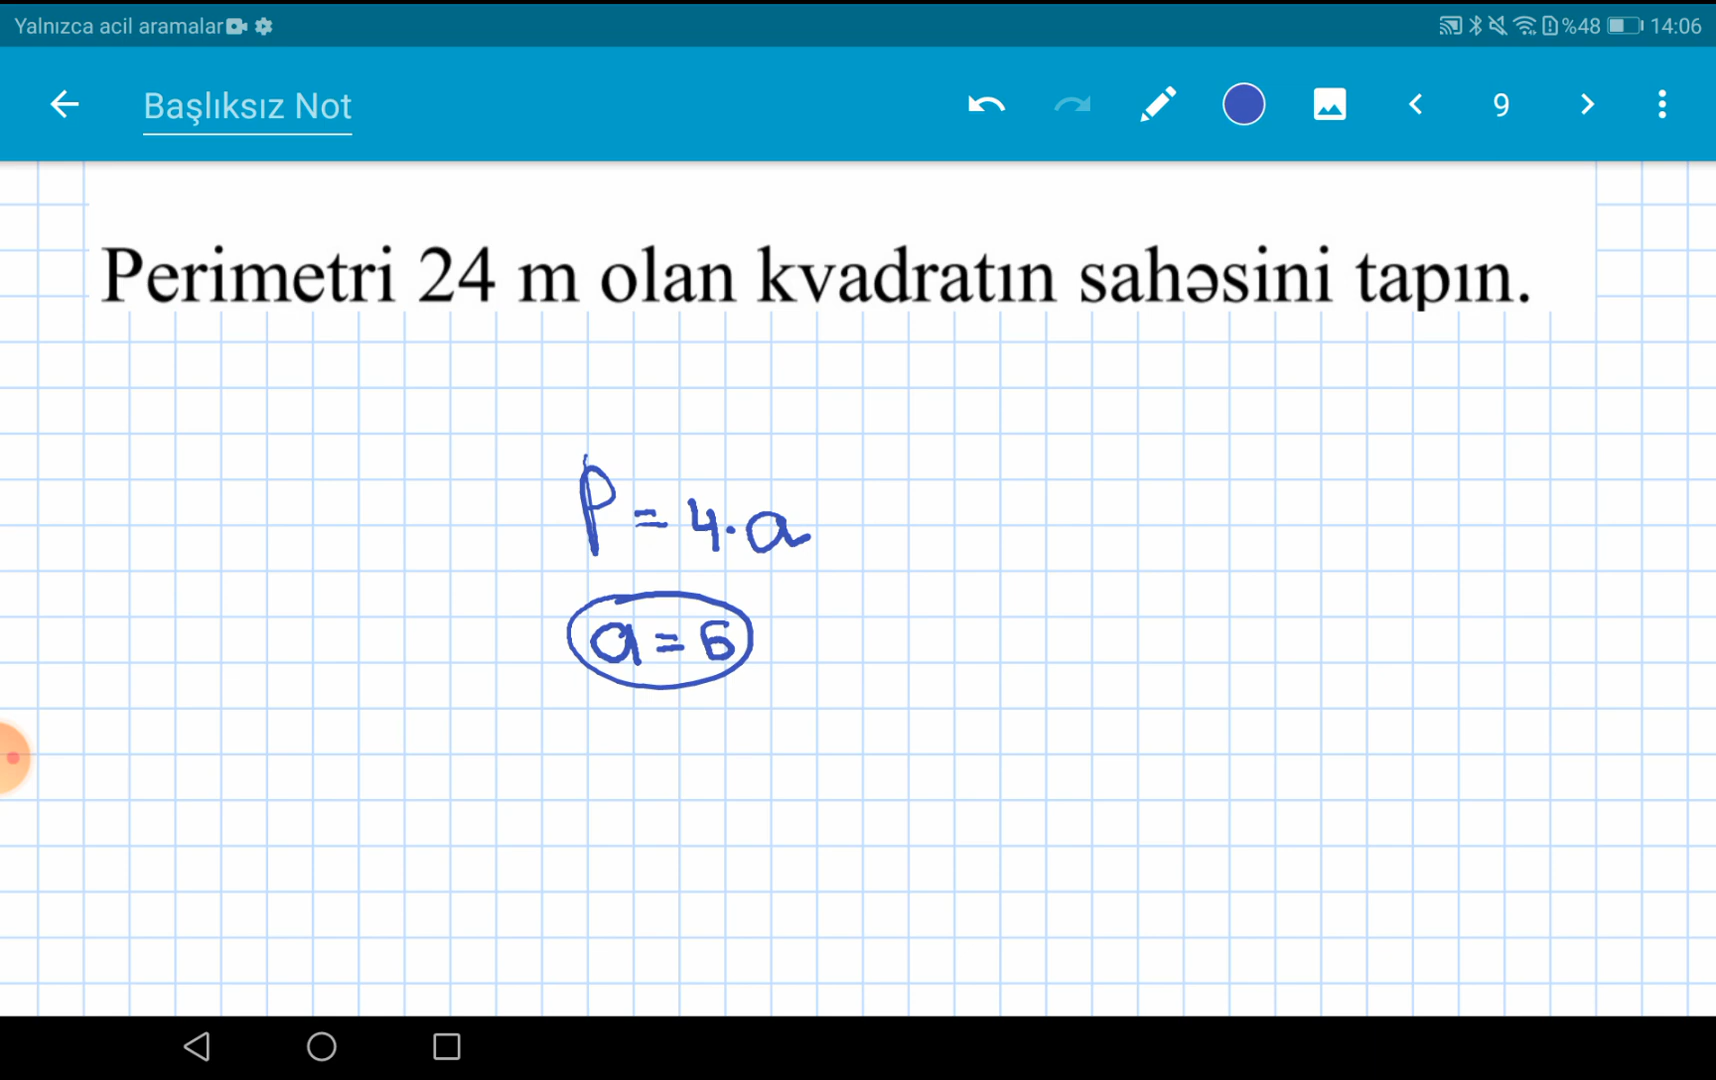 Yalnızca acil aramalar %48 14:06
Başlıksız Not 9
Perimetri 24 m olan kvadratın sahəsini tapın.
P = 4·a
a = 6